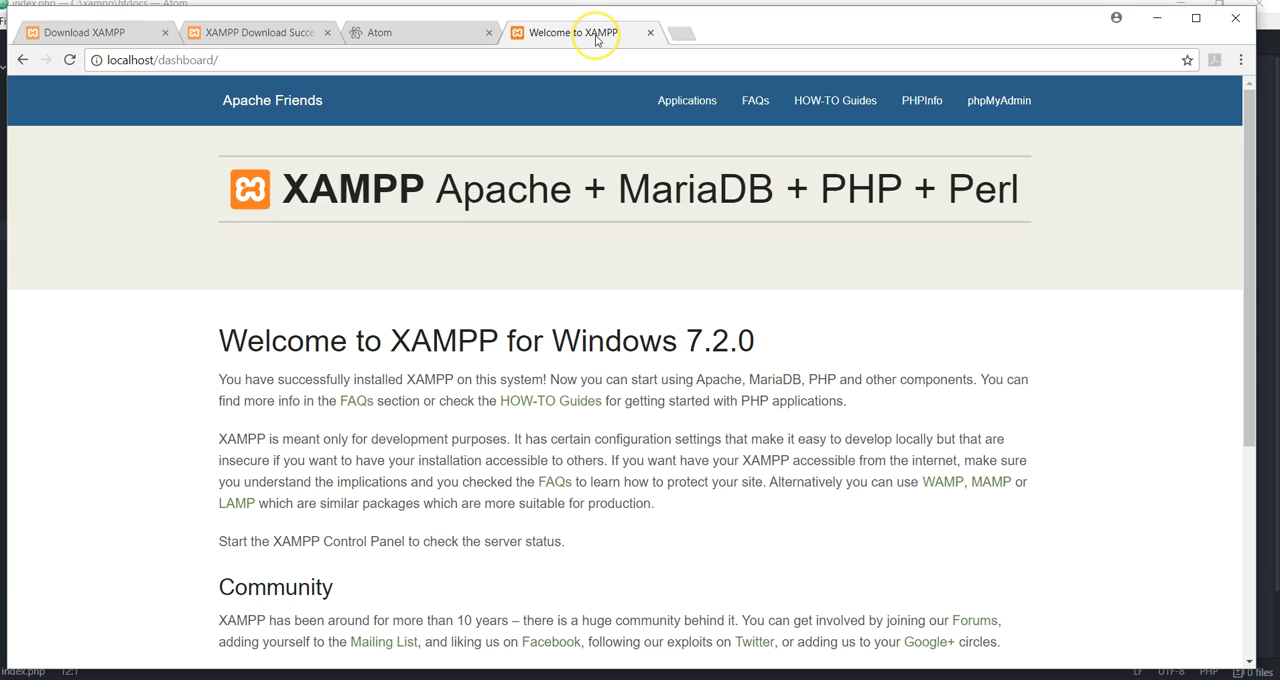 index.php — C:\xampp\htdocs — Atom
Download XAMPP
XAMPP Download Succe
Atom
Welcome to XAMPP
localhost/dashboard/
Apache Friends
Applications
FAQs
HOW-TO Guides
PHPInfo
phpMyAdmin
XAMPP Apache + MariaDB + PHP + Perl
Welcome to XAMPP for Windows 7.2.0
You have successfully installed XAMPP on this system! Now you can start using Apache, MariaDB, PHP and other components. You can
find more info in the FAQs section or check the HOW-TO Guides for getting started with PHP applications.
XAMPP is meant only for development purposes. It has certain configuration settings that make it easy to develop locally but that are
insecure if you want to have your installation accessible to others. If you want have your XAMPP accessible from the internet, make sure
you understand the implications and you checked the FAQs to learn how to protect your site. Alternatively you can use WAMP, MAMP or
LAMP which are similar packages which are more suitable for production.
Start the XAMPP Control Panel to check the server status.
Community
XAMPP has been around for more than 10 years – there is a huge community behind it. You can get involved by joining our Forums,
adding yourself to the Mailing List, and liking us on Facebook, following our exploits on Twitter, or adding us to your Google+ circles.
index.php 12:1
LF UTF-8 PHP 0 files